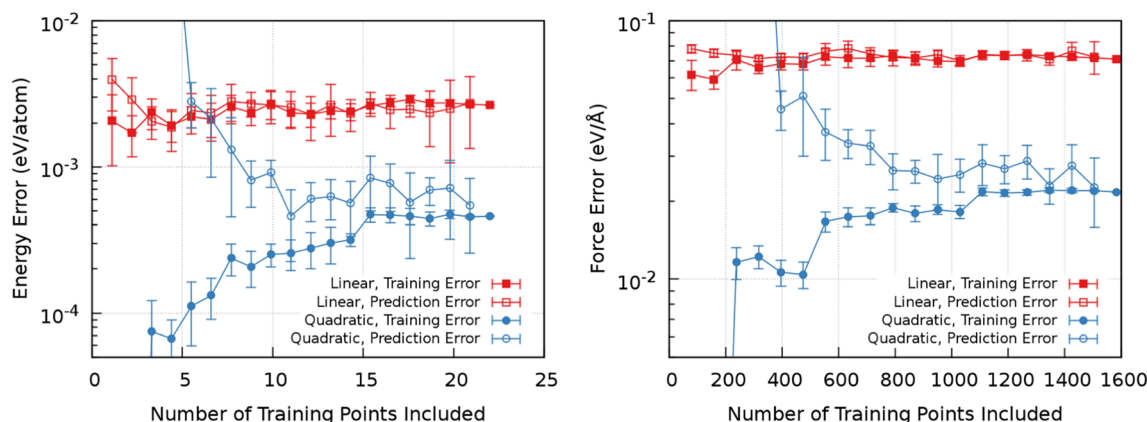 10⁻²
10⁻³
10⁻⁴
Energy Error (eV/atom)
Linear, Training Error
Linear, Prediction Error
Quadratic, Training Error
Quadratic, Prediction Error
0 5 10 15 20 25
Number of Training Points Included
10⁻¹
10⁻²
Force Error (eV/Å)
Linear, Training Error
Linear, Prediction Error
Quadratic, Training Error
Quadratic, Prediction Error
0 200 400 600 800 1000 1200 1400 1600
Number of Training Points Included